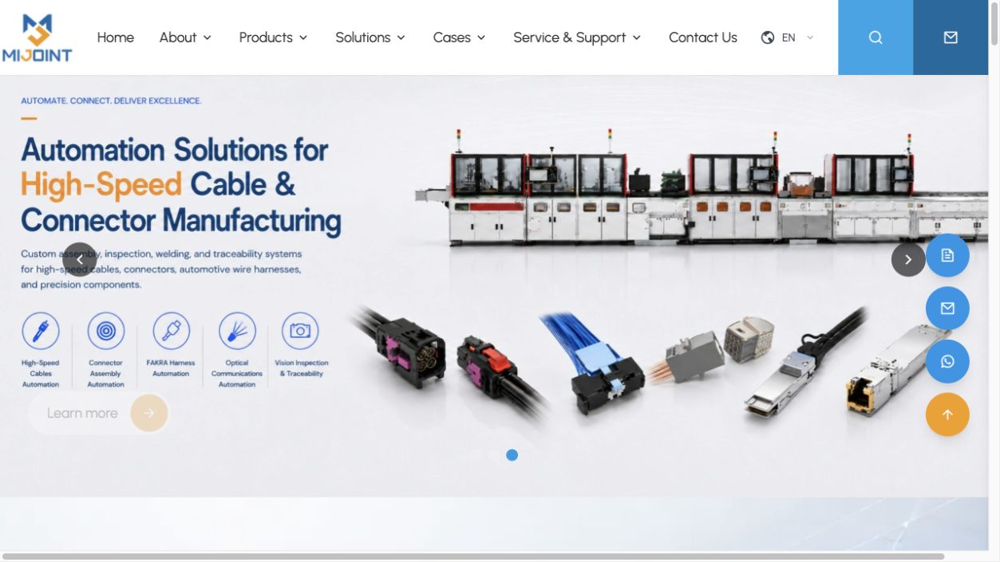 MIJOINT
Home About Products Solutions Cases Service & Support Contact Us EN
AUTOMATE. CONNECT. DELIVER EXCELLENCE.
Automation Solutions for
High-Speed Cable &
Connector Manufacturing
Custom assembly, inspection, welding, and traceability systems
for high-speed cables, connectors, automotive wire harnesses,
and precision components.
High-Speed
Cables
Automation
Connector
Assembly
Automation
FAKRA Harness
Automation
Optical
Communications
Automation
Vision Inspection
& Traceability
Learn more